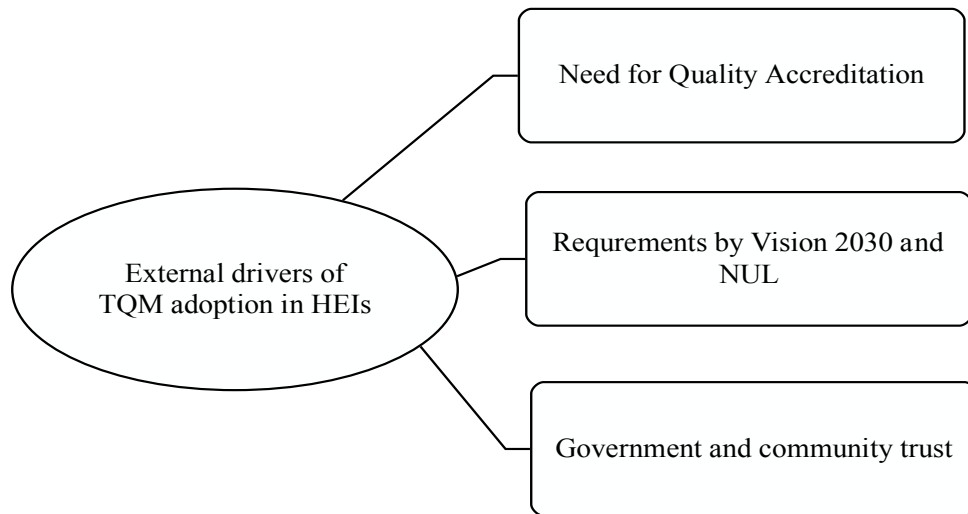 External drivers of
TQM adoption in HEIs
Need for Quality Accreditation
Requrements by Vision 2030 and
NUL
Government and community trust